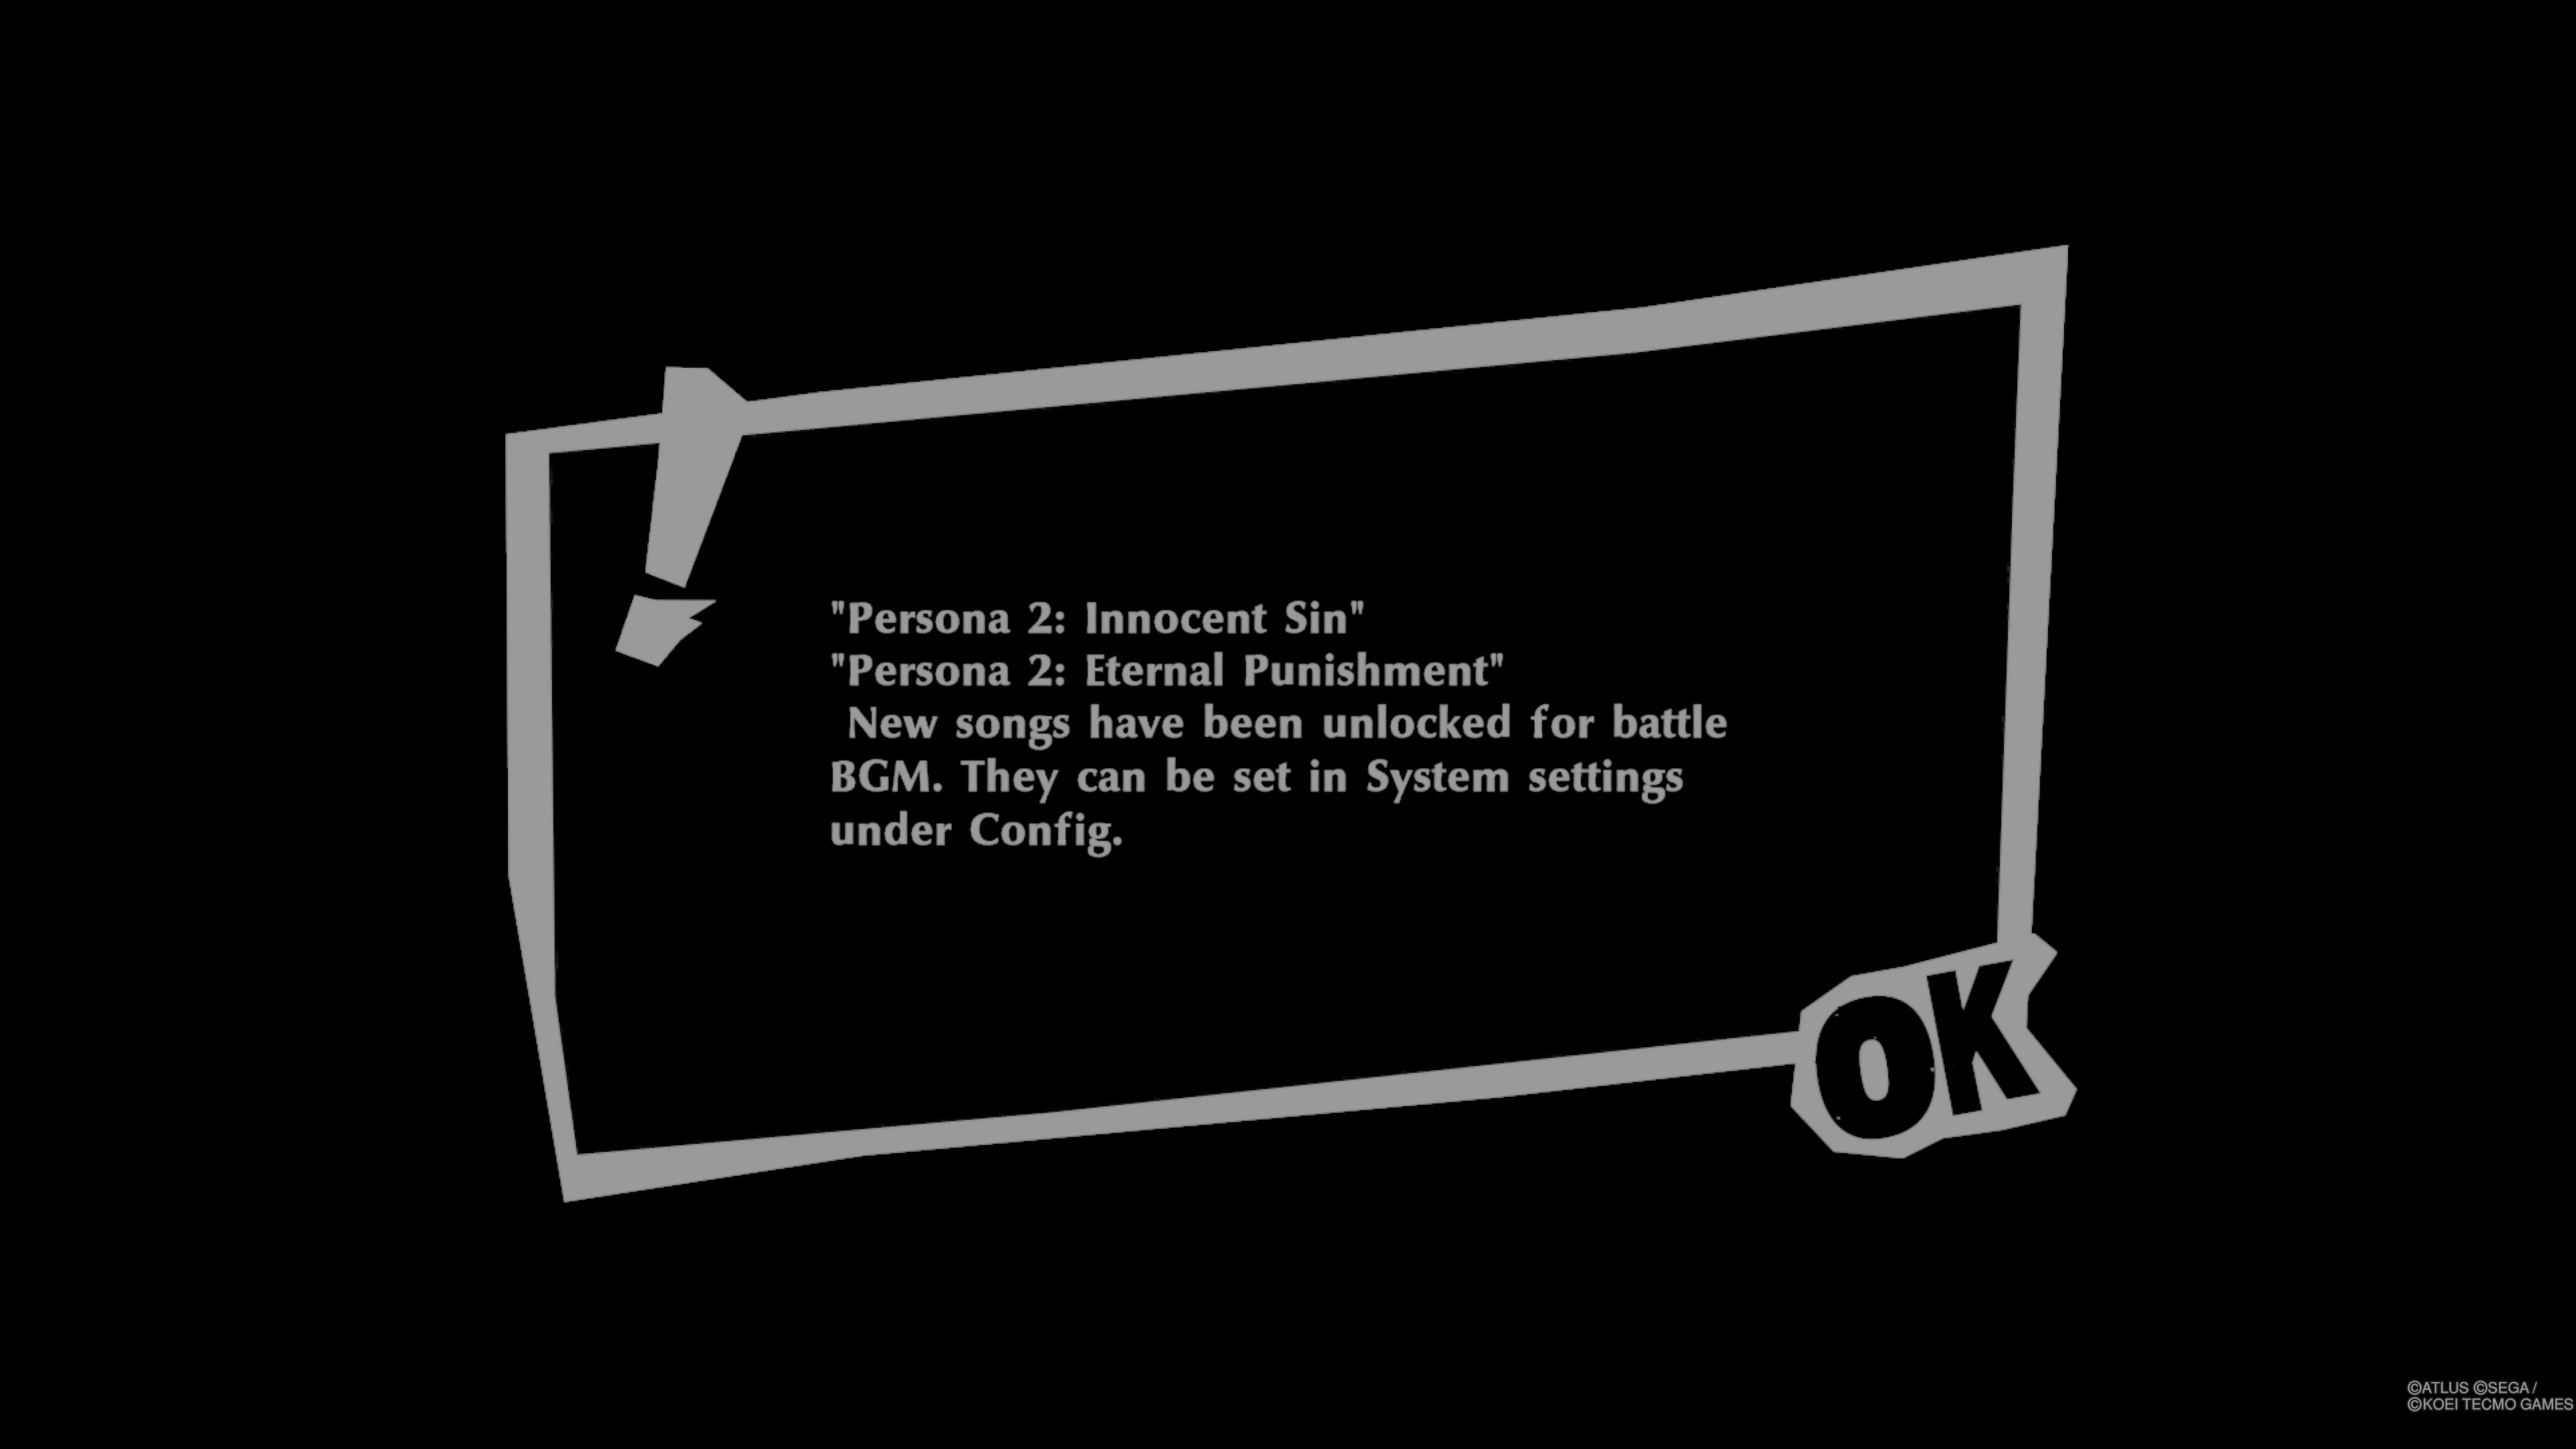 "Persona 2: Innocent Sin"
"Persona 2: Eternal Punishment"
New songs have been unlocked for battle
BGM. They can be set in System settings
under Config.
OK
©ATLUS ©SEGA /
©KOEI TECMO GAMES